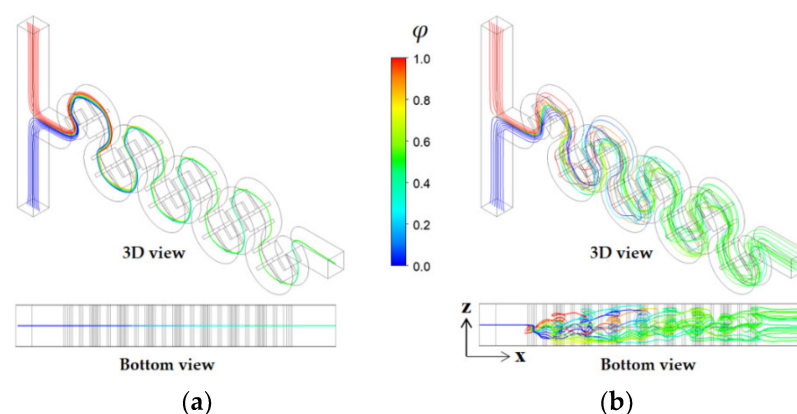 φ
1.0
0.8
0.6
0.4
0.2
0.0
3D view
3D view
Bottom view
z
x
Bottom view
(a)
(b)